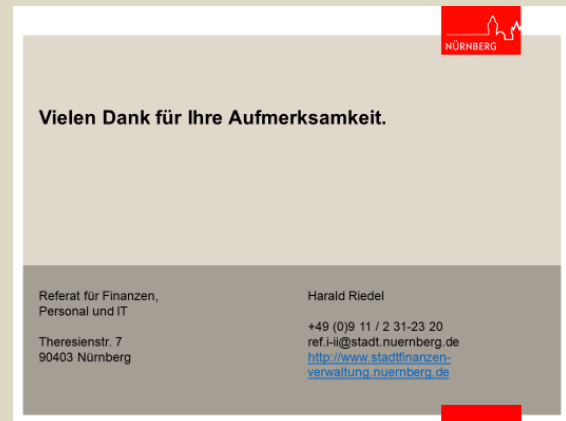 NÜRNBERG
Vielen Dank für Ihre Aufmerksamkeit.
Referat für Finanzen,
Personal und IT
Theresienstr. 7
90403 Nürnberg
Harald Riedel
+49 (0)9 11 / 2 31-23 20
ref.i-ii@stadt.nuernberg.de
http://www.stadtfinanzen-
verwaltung.nuernberg.de